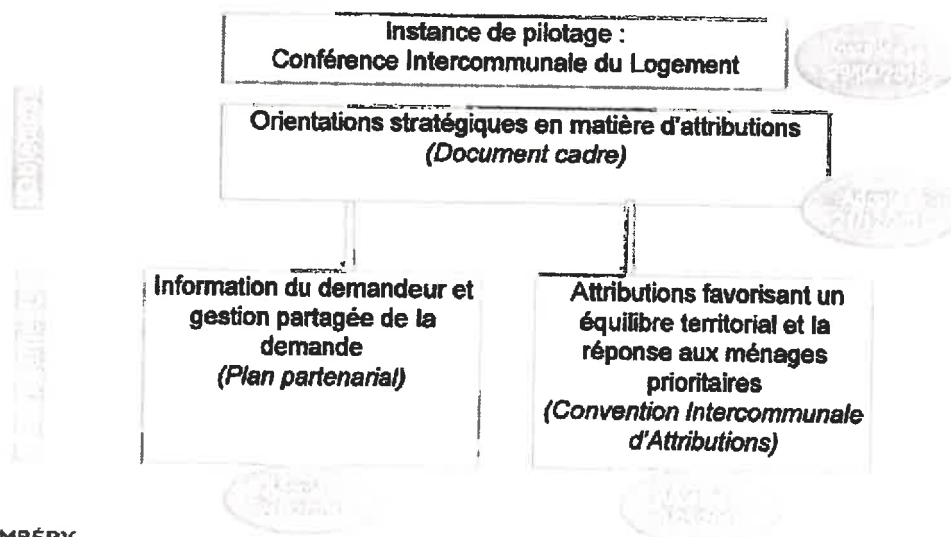 Instance de pilotage :
Conférence Intercommunale du Logement
Orientations stratégiques en matière d'attributions
(Document cadre)
Information du demandeur et
gestion partagée de la
demande
(Plan partenarial)
Attributions favorisant un
équilibre territorial et la
réponse aux ménages
prioritaires
(Convention Intercommunale
d'Attributions)